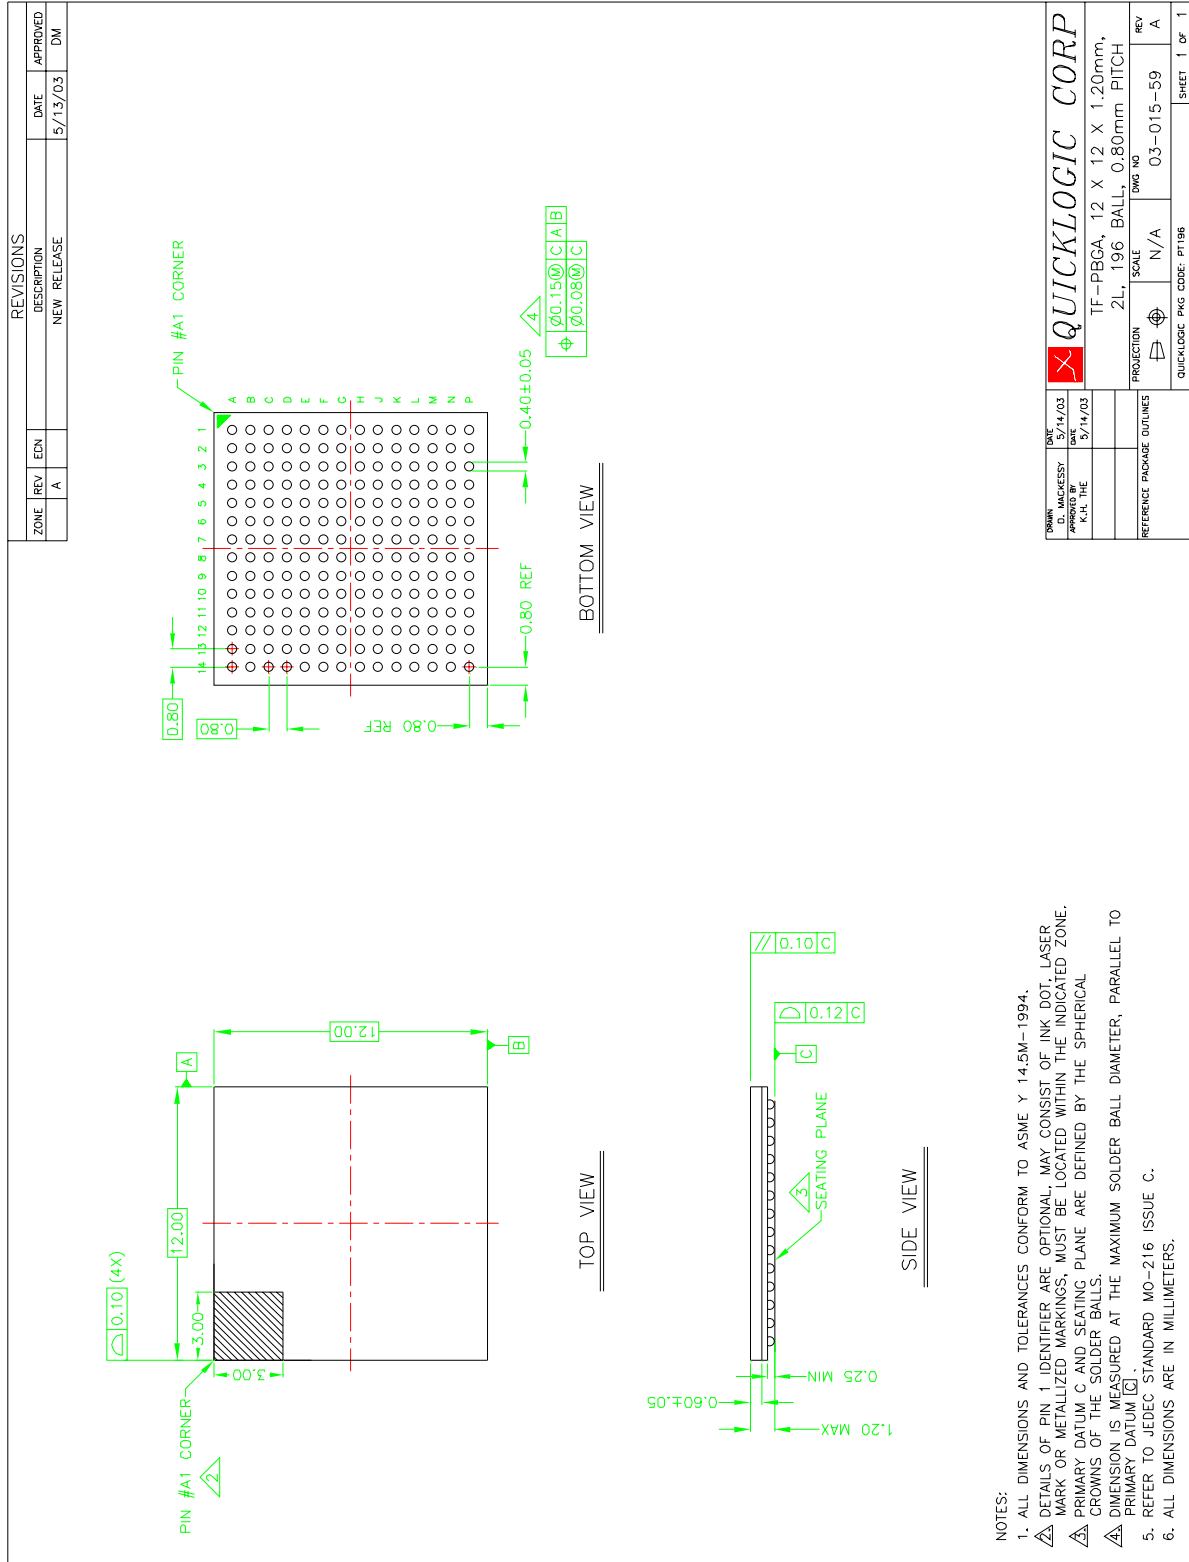 REVISIONS
ZONE REV ECN DESCRIPTION DATE APPROVED
A NEW RELEASE 5/13/03 DM
PIN #A1 CORNER
2
0.10 (4X)
3.00
3.00
12.00
12.00
A
B
TOP VIEW
0.80
0.80
0.80 REF
0.80 REF
14 13 12 11 10 9 8 7 6 5 4 3 2 1
A
B
C
D
E
F
G
H
J
K
L
M
N
P
PIN #A1 CORNER
0.40±0.05
4
Ø0.15Ⓜ C A B
Ø0.08Ⓜ C
BOTTOM VIEW
// 0.10 C
0.12 C
C
3
SEATING PLANE
0.25 MIN
0.60±.05
1.20 MAX
SIDE VIEW
NOTES:
1. ALL DIMENSIONS AND TOLERANCES CONFORM TO ASME Y 14.5M-1994.
2. DETAILS OF PIN 1 IDENTIFIER ARE OPTIONAL, MAY CONSIST OF INK DOT, LASER
MARK OR METALLIZED MARKINGS, MUST BE LOCATED WITHIN THE INDICATED ZONE.
3. PRIMARY DATUM C AND SEATING PLANE ARE DEFINED BY THE SPHERICAL
CROWNS OF THE SOLDER BALLS.
4. DIMENSION IS MEASURED AT THE MAXIMUM SOLDER BALL DIAMETER, PARALLEL TO
PRIMARY DATUM C .
5. REFER TO JEDEC STANDARD MO-216 ISSUE C.
6. ALL DIMENSIONS ARE IN MILLIMETERS.
DRAWN DATE
D. MACKESSY 5/14/03
APPROVED BY DATE
K.H. THE 5/14/03
REFERENCE PACKAGE OUTLINES
QUICKLOGIC CORP
TF-PBGA, 12 X 12 X 1.20mm,
2L, 196 BALL, 0.80mm PITCH
PROJECTION SCALE DWG NO REV
N/A 03-015-59 A
QUICKLOGIC PKG CODE: PT196 SHEET 1 OF 1